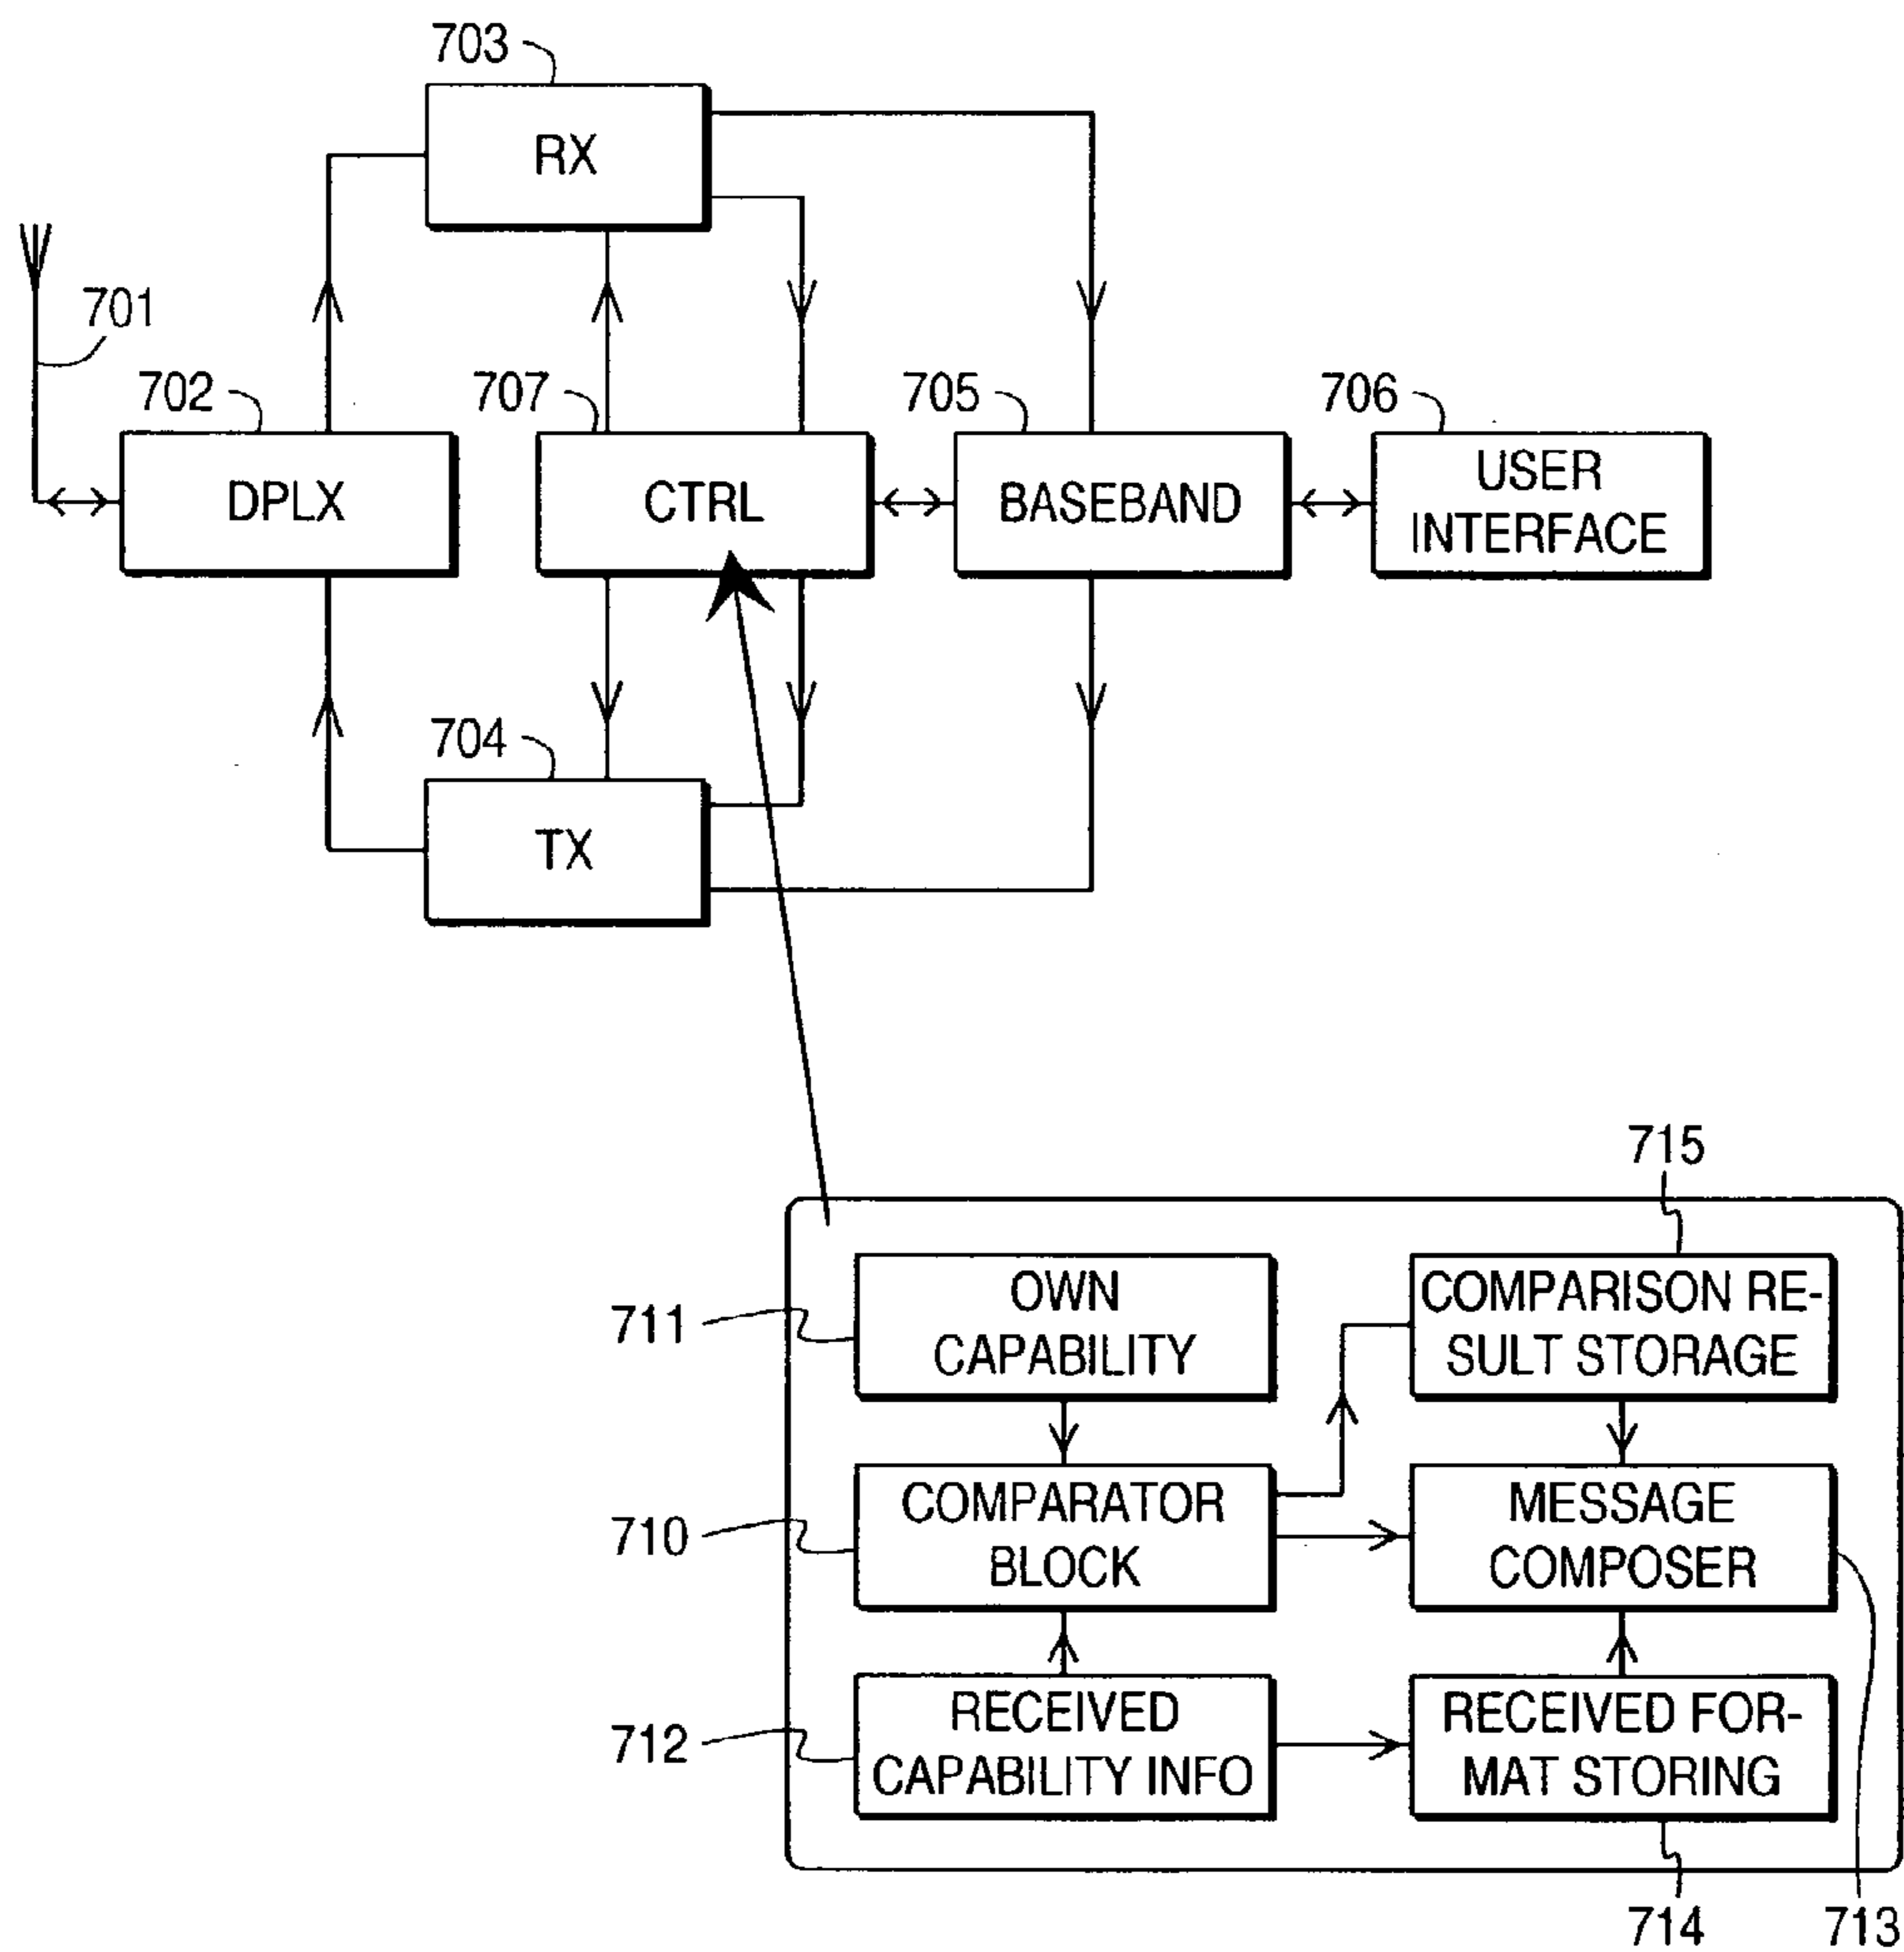 703
RX
701
702
707
705
706
DPLX
CTRL
BASEBAND
USER
INTERFACE
704
TX
715
711
OWN
CAPABILITY
COMPARISON RE-
SULT STORAGE
710
COMPARATOR
BLOCK
MESSAGE
COMPOSER
712
RECEIVED
CAPABILITY INFO
RECEIVED FOR-
MAT STORING
714
713